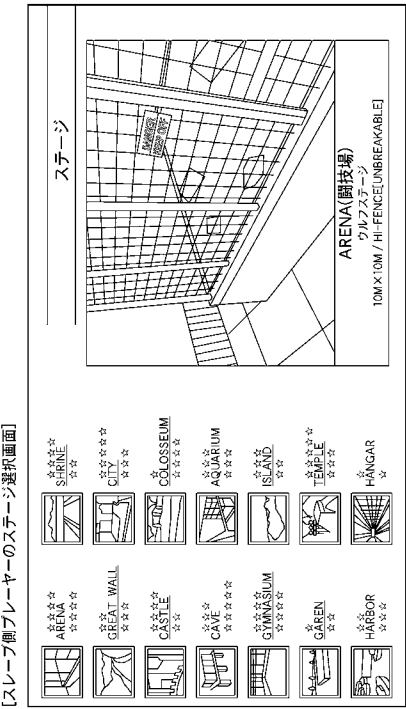 [スレーブ側プレーヤーのステージ選択画面]
ARENA
SHRINE
GREAT WALL
CITY
CASTLE
COLOSSEUM
CAVE
AQUARIUM
GYMNASIUM
ISLAND
GAREN
TEMPLE
HARBOR
HANGAR
ステージ
DANGER
KEEP OFF
ARENA(闘技場)
ウルフステージ
10M×10M / HI-FENCE[UNBREAKABLE]